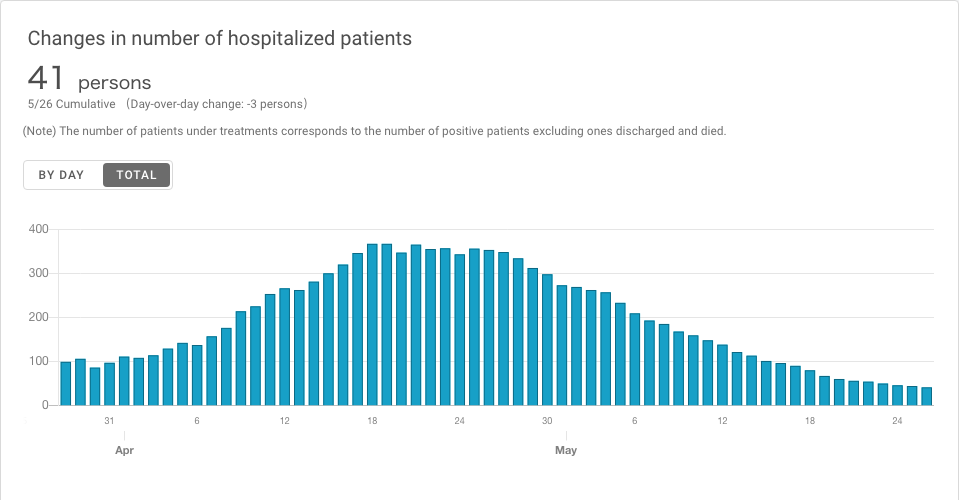 Changes in number of hospitalized patients
41 persons
5/26 Cumulative （Day-over-day change: -3 persons）
(Note) The number of patients under treatments corresponds to the number of positive patients excluding ones discharged and died.
BY DAY TOTAL
400
300
200
100
0
31 6 12 18 24 30 6 12 18 24
Apr May